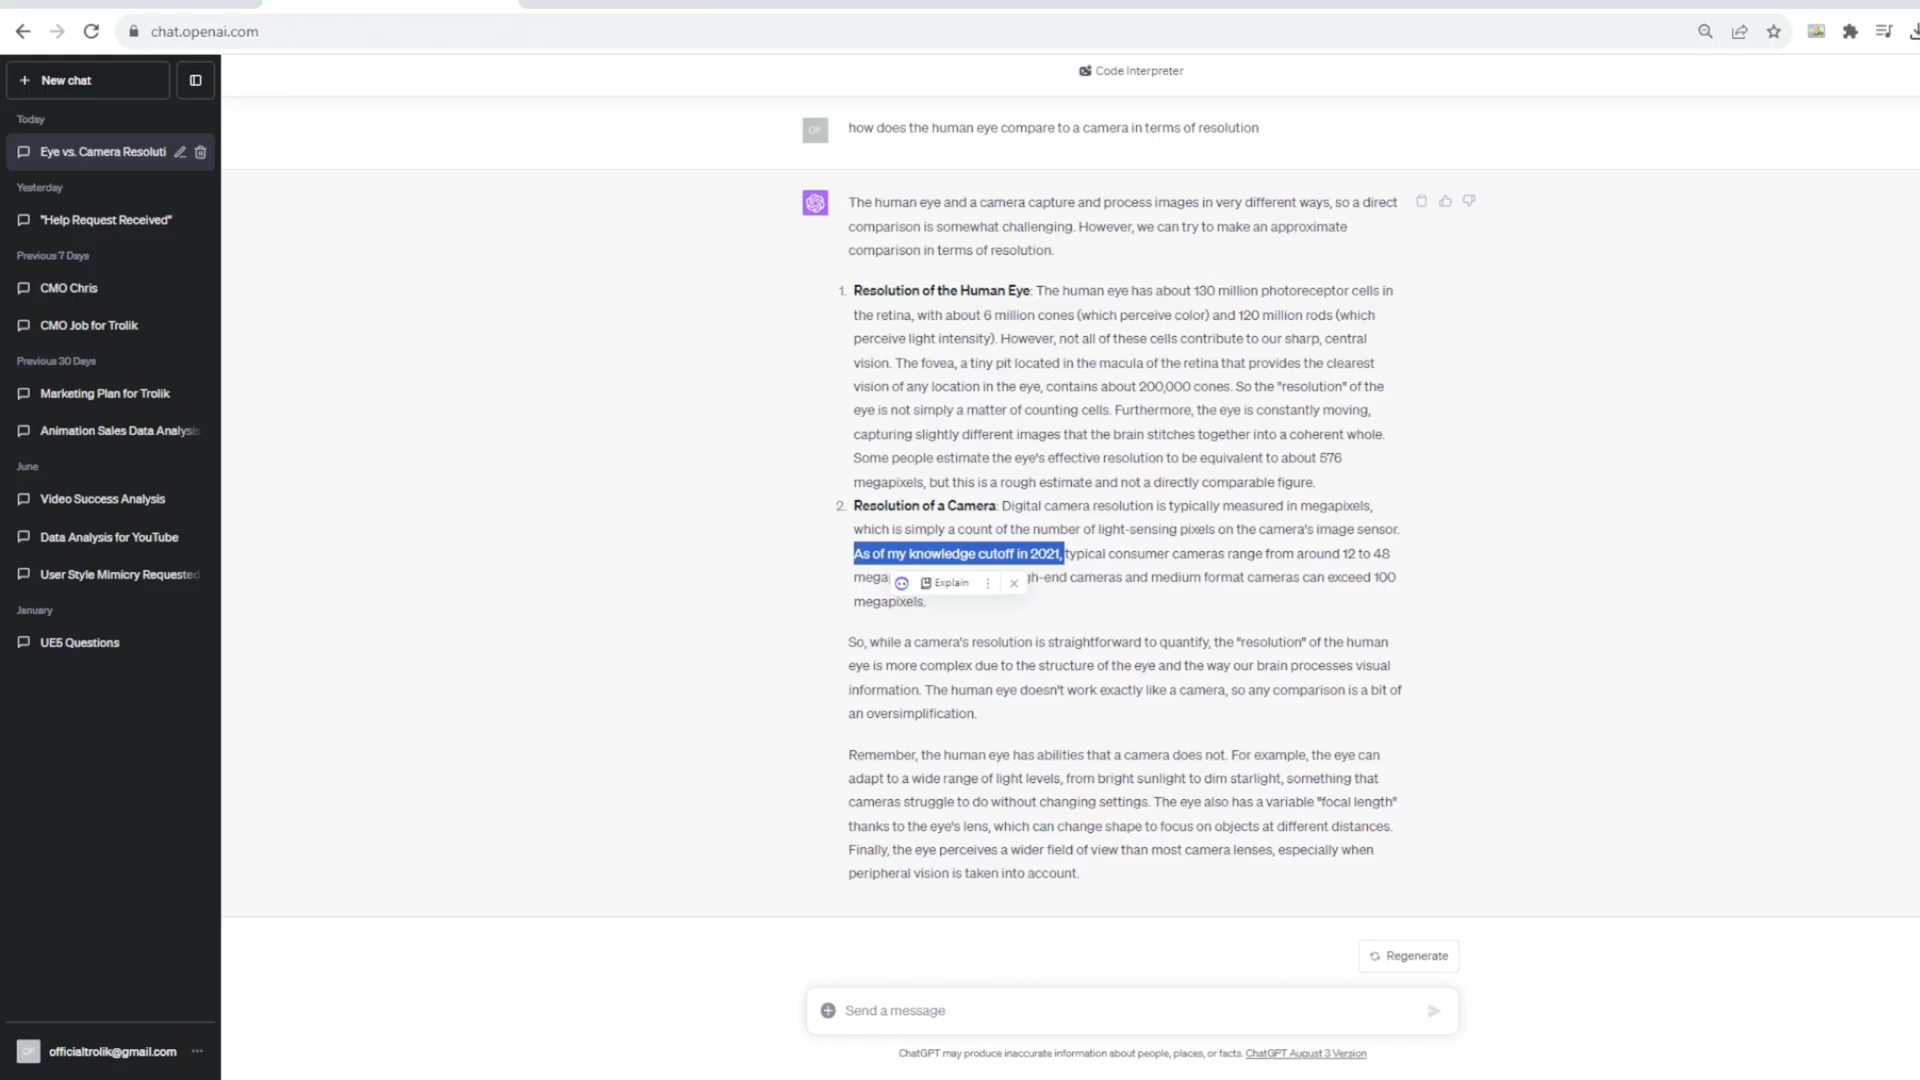 chat.openai.com
New chat
Today
Eye vs. Camera Resoluti
Yesterday
"Help Request Received"
Previous 7 Days
CMO Chris
CMO Job for Trolik
Previous 30 Days
Marketing Plan for Trolik
Animation Sales Data Analysis
June
Video Success Analysis
Data Analysis for YouTube
User Style Mimicry Requested
January
UE5 Questions
officialtrolik@gmail.com
Code Interpreter
how does the human eye compare to a camera in terms of resolution
The human eye and a camera capture and process images in very different ways, so a direct
comparison is somewhat challenging. However, we can try to make an approximate
comparison in terms of resolution.
1. Resolution of the Human Eye: The human eye has about 130 million photoreceptor cells in
the retina, with about 6 million cones (which perceive color) and 120 million rods (which
perceive light intensity). However, not all of these cells contribute to our sharp, central
vision. The fovea, a tiny pit located in the macula of the retina that provides the clearest
vision of any location in the eye, contains about 200,000 cones. So the "resolution" of the
eye is not simply a matter of counting cells. Furthermore, the eye is constantly moving,
capturing slightly different images that the brain stitches together into a coherent whole.
Some people estimate the eye's effective resolution to be equivalent to about 576
megapixels, but this is a rough estimate and not a directly comparable figure.
2. Resolution of a Camera: Digital camera resolution is typically measured in megapixels,
which is simply a count of the number of light-sensing pixels on the camera's image sensor.
As of my knowledge cutoff in 2021, typical consumer cameras range from around 12 to 48
mega gh-end cameras and medium format cameras can exceed 100
Explain
megapixels.
So, while a camera's resolution is straightforward to quantify, the "resolution" of the human
eye is more complex due to the structure of the eye and the way our brain processes visual
information. The human eye doesn't work exactly like a camera, so any comparison is a bit of
an oversimplification.
Remember, the human eye has abilities that a camera does not. For example, the eye can
adapt to a wide range of light levels, from bright sunlight to dim starlight, something that
cameras struggle to do without changing settings. The eye also has a variable "focal length"
thanks to the eye's lens, which can change shape to focus on objects at different distances.
Finally, the eye perceives a wider field of view than most camera lenses, especially when
peripheral vision is taken into account.
Regenerate
Send a message
ChatGPT may produce inaccurate information about people, places, or facts. ChatGPT August 3 Version